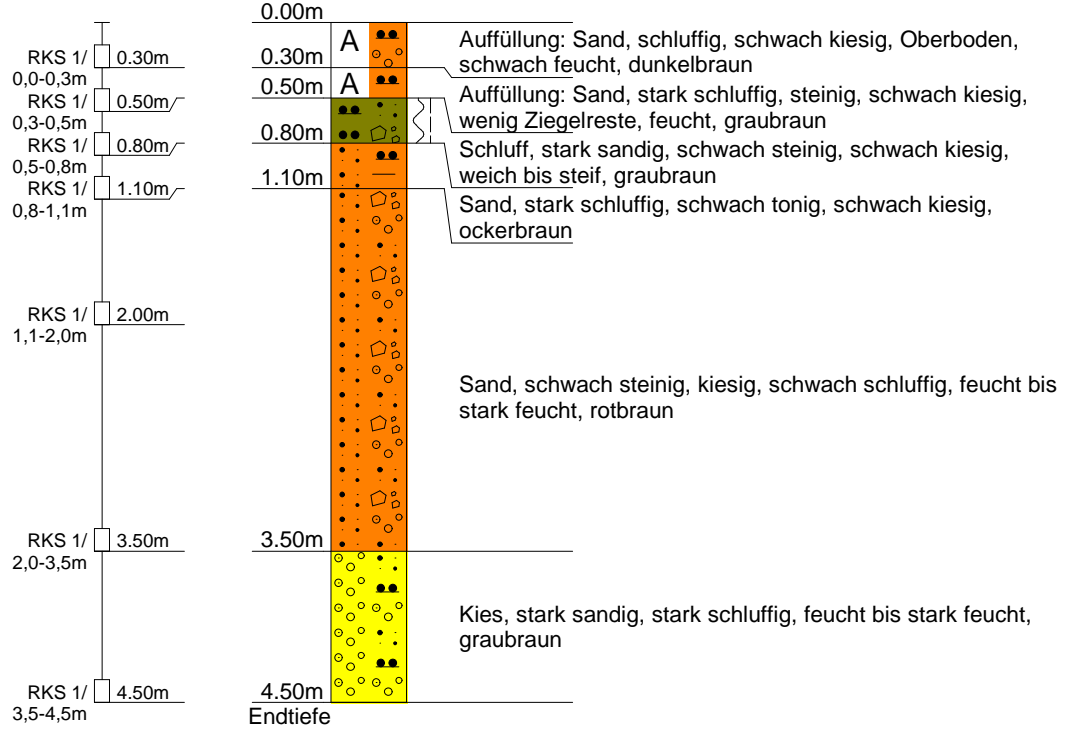 0.00m
A
RKS 1/ 0.30m
0,0-0,3m
0.30m
Auffüllung: Sand, schluffig, schwach kiesig, Oberboden,
schwach feucht, dunkelbraun
A
RKS 1/ 0.50m
0,3-0,5m
0.50m
Auffüllung: Sand, stark schluffig, steinig, schwach kiesig,
wenig Ziegelreste, feucht, graubraun
RKS 1/ 0.80m
0,5-0,8m
0.80m
Schluff, stark sandig, schwach steinig, schwach kiesig,
weich bis steif, graubraun
RKS 1/ 1.10m
0,8-1,1m
1.10m
Sand, stark schluffig, schwach tonig, schwach kiesig,
ockerbraun
RKS 1/ 2.00m
1,1-2,0m
Sand, schwach steinig, kiesig, schwach schluffig, feucht bis
stark feucht, rotbraun
RKS 1/ 3.50m
2,0-3,5m
3.50m
Kies, stark sandig, stark schluffig, feucht bis stark feucht,
graubraun
RKS 1/ 4.50m
3,5-4,5m
4.50m
Endtiefe